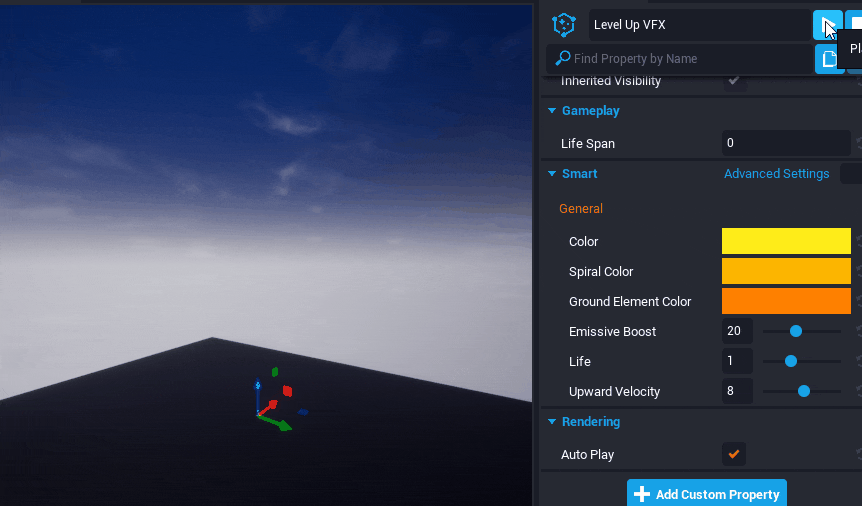 Level Up VFX
Pl
Find Property by Name
Inherited Visibility
Gameplay
Life Span 0
Smart Advanced Settings
General
Color
Spiral Color
Ground Element Color
Emissive Boost 20
Life 1
Upward Velocity 8
Rendering
Auto Play
Add Custom Property